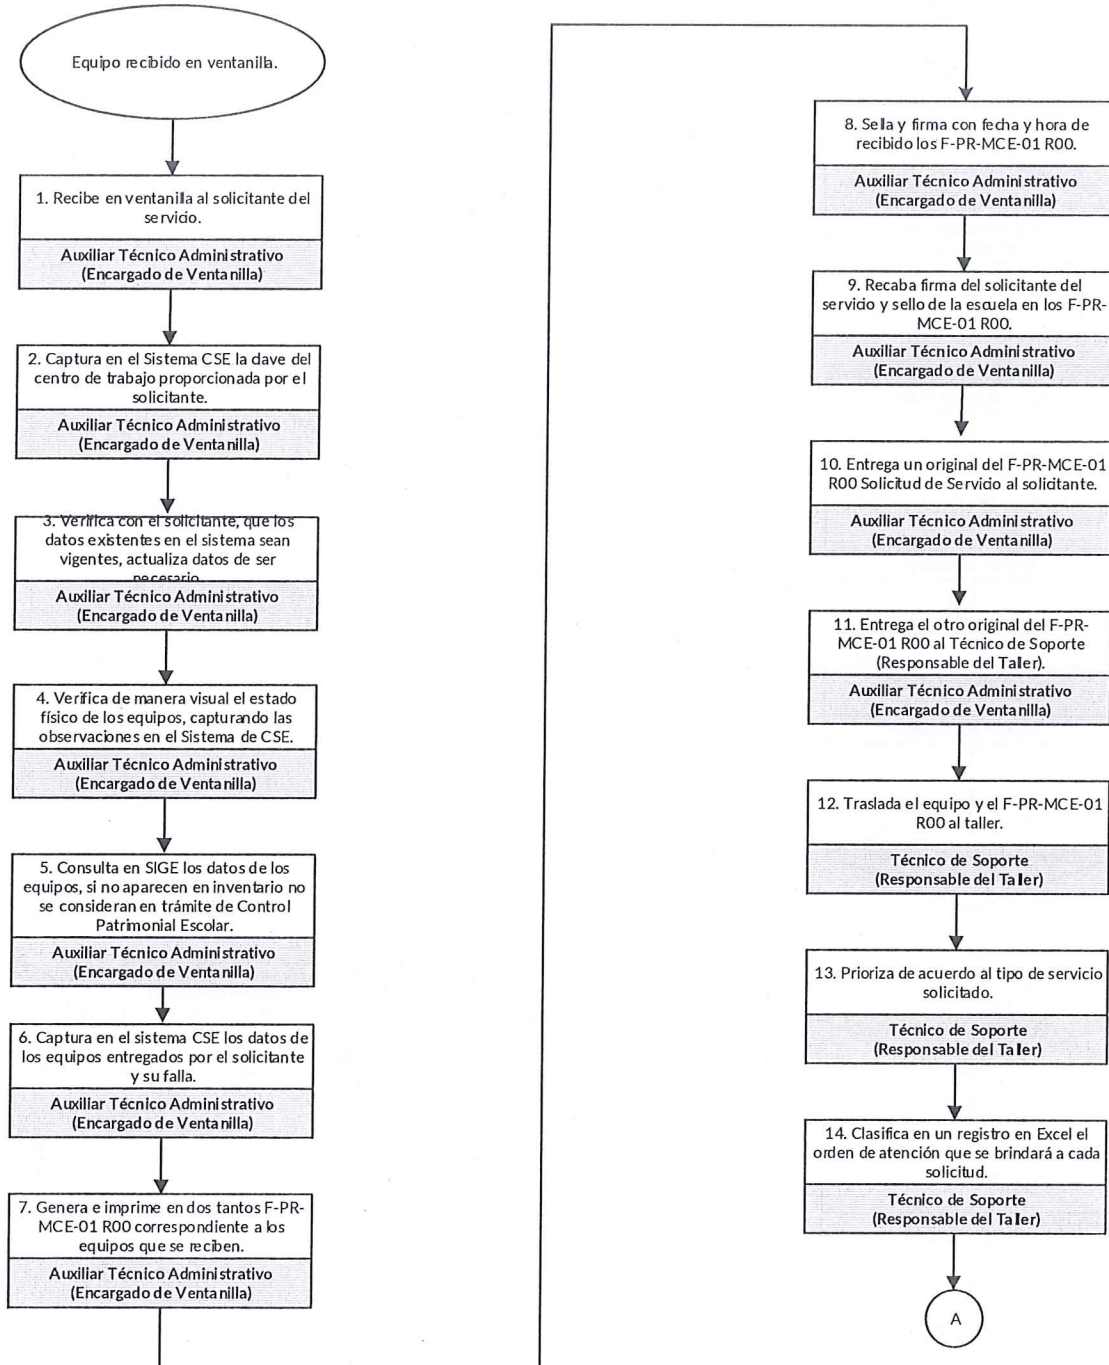 Equipo recibido en ventanilla.
1. Recibe en ventanilla al solicitante del
servicio.
Auxiliar Técnico Administrativo
(Encargado de Ventanilla)
2. Captura en el Sistema CSE la clave del
centro de trabajo proporcionada por el
solicitante.
Auxiliar Técnico Administrativo
(Encargado de Ventanilla)
3. Verifica con el solicitante, que los
datos existentes en el sistema sean
vigentes, actualiza datos de ser
necesario.
Auxiliar Técnico Administrativo
(Encargado de Ventanilla)
4. Verifica de manera visual el estado
físico de los equipos, capturando las
observaciones en el Sistema de CSE.
Auxiliar Técnico Administrativo
(Encargado de Ventanilla)
5. Consulta en SIGE los datos de los
equipos, si no aparecen en inventario no
se consideran en trámite de Control
Patrimonial Escolar.
Auxiliar Técnico Administrativo
(Encargado de Ventanilla)
6. Captura en el sistema CSE los datos de
los equipos entregados por el solicitante
y su falla.
Auxiliar Técnico Administrativo
(Encargado de Ventanilla)
7. Genera e imprime en dos tantos F-PR-
MCE-01 R00 correspondiente a los
equipos que se reciben.
Auxiliar Técnico Administrativo
(Encargado de Ventanilla)
8. Sella y firma con fecha y hora de
recibido los F-PR-MCE-01 R00.
Auxiliar Técnico Administrativo
(Encargado de Ventanilla)
9. Recaba firma del solicitante del
servicio y sello de la escuela en los F-PR-
MCE-01 R00.
Auxiliar Técnico Administrativo
(Encargado de Ventanilla)
10. Entrega un original del F-PR-MCE-01
R00 Solicitud de Servicio al solicitante.
Auxiliar Técnico Administrativo
(Encargado de Ventanilla)
11. Entrega el otro original del F-PR-
MCE-01 R00 al Técnico de Soporte
(Responsable del Taller).
Auxiliar Técnico Administrativo
(Encargado de Ventanilla)
12. Traslada el equipo y el F-PR-MCE-01
R00 al taller.
Técnico de Soporte
(Responsable del Taller)
13. Prioriza de acuerdo al tipo de servicio
solicitado.
Técnico de Soporte
(Responsable del Taller)
14. Clasifica en un registro en Excel el
orden de atención que se brindará a cada
solicitud.
Técnico de Soporte
(Responsable del Taller)
A